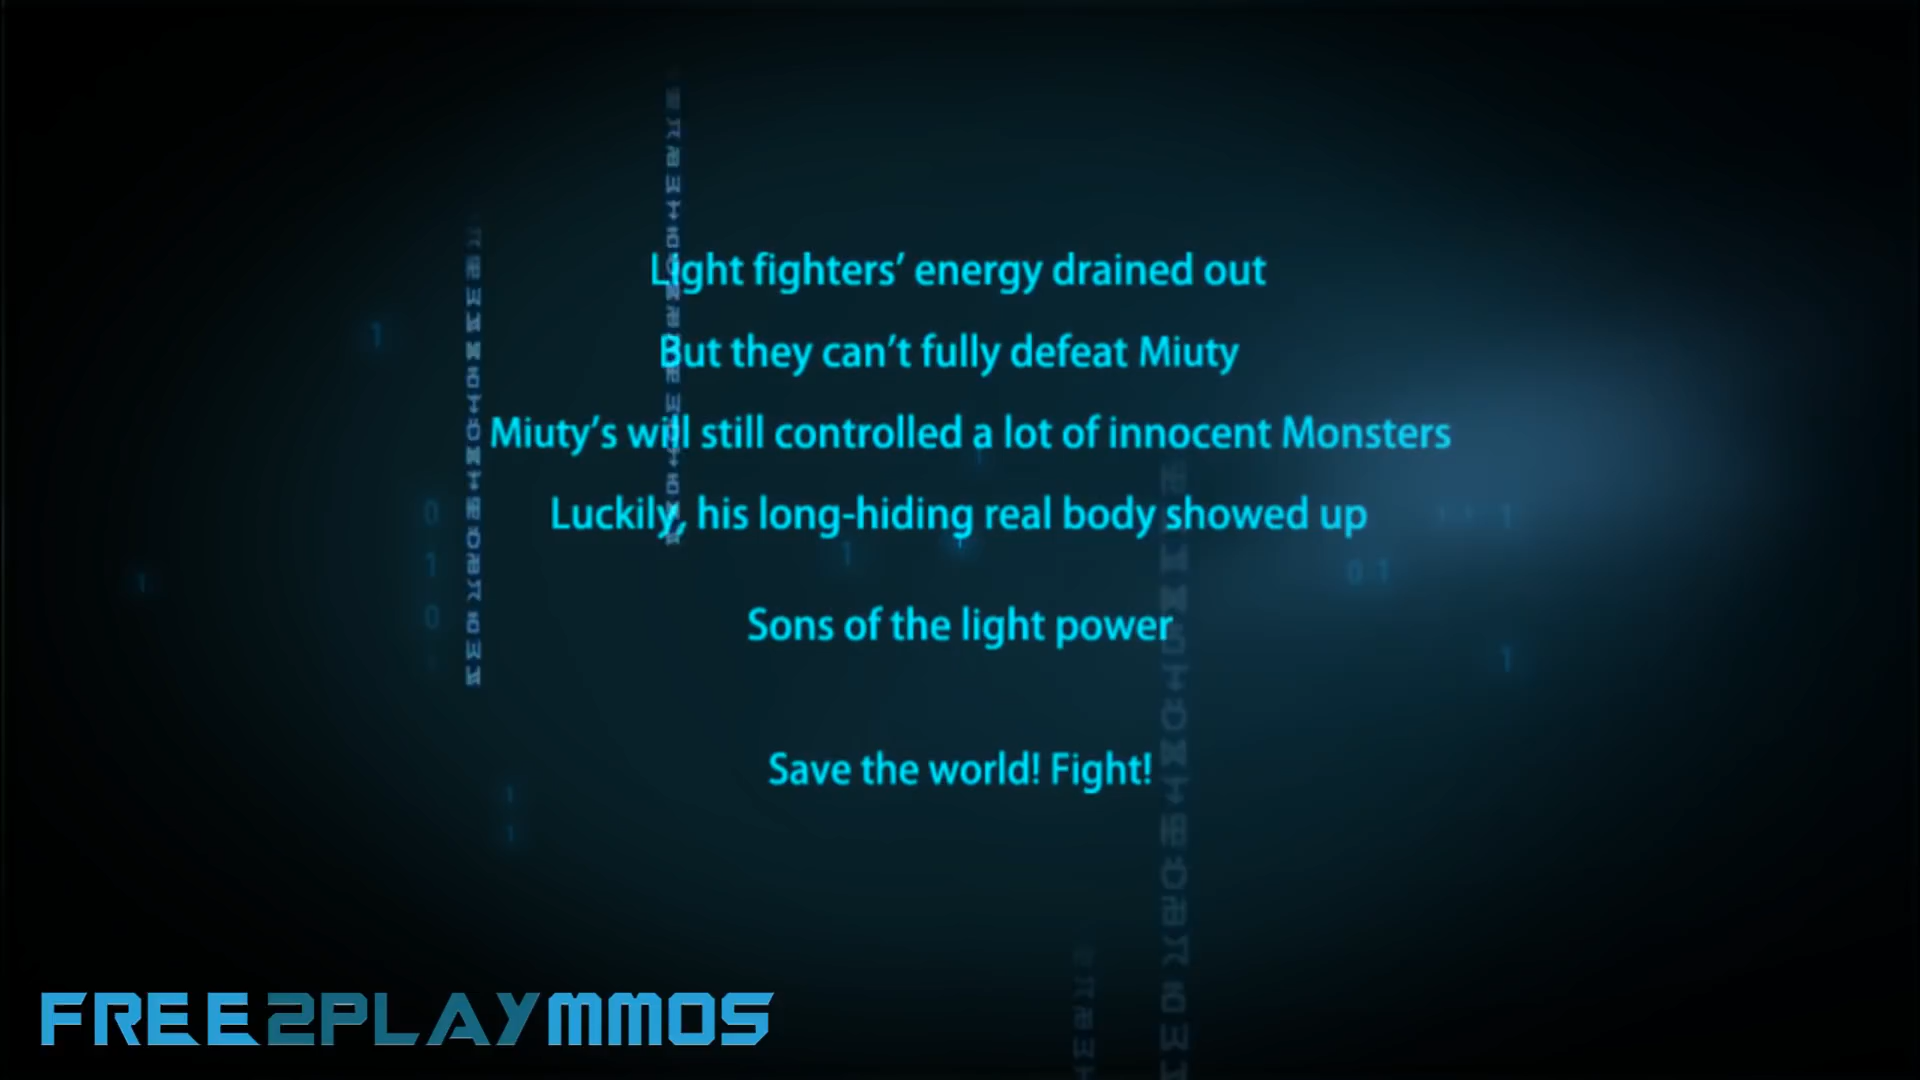 Light fighters’ energy drained out
But they can’t fully defeat Miuty
Miuty’s will still controlled a lot of innocent Monsters
Luckily, his long-hiding real body showed up
Sons of the light power
Save the world! Fight!
FREE2PLAYMMOS